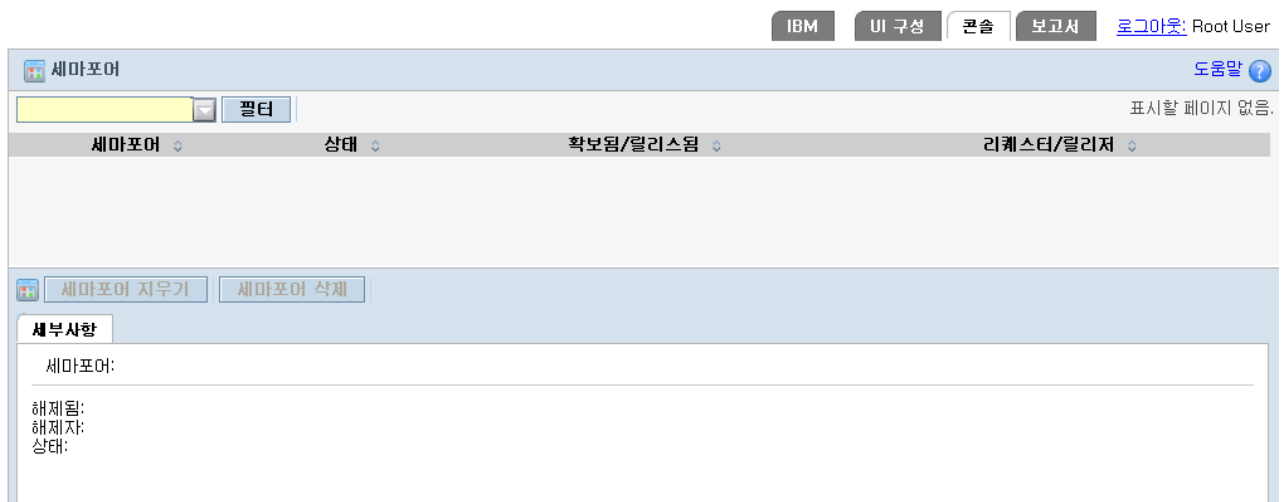 IBM UI 구성 콘솔 보고서 로그아웃: Root User
세마포어 도움말 ?
필터 표시할 페이지 없음.
세마포어 상태 확보됨/릴리스됨 리퀘스터/릴리저
세마포어 지우기 세마포어 삭제
세부사항
세마포어:
해제됨:
해제자:
상태: